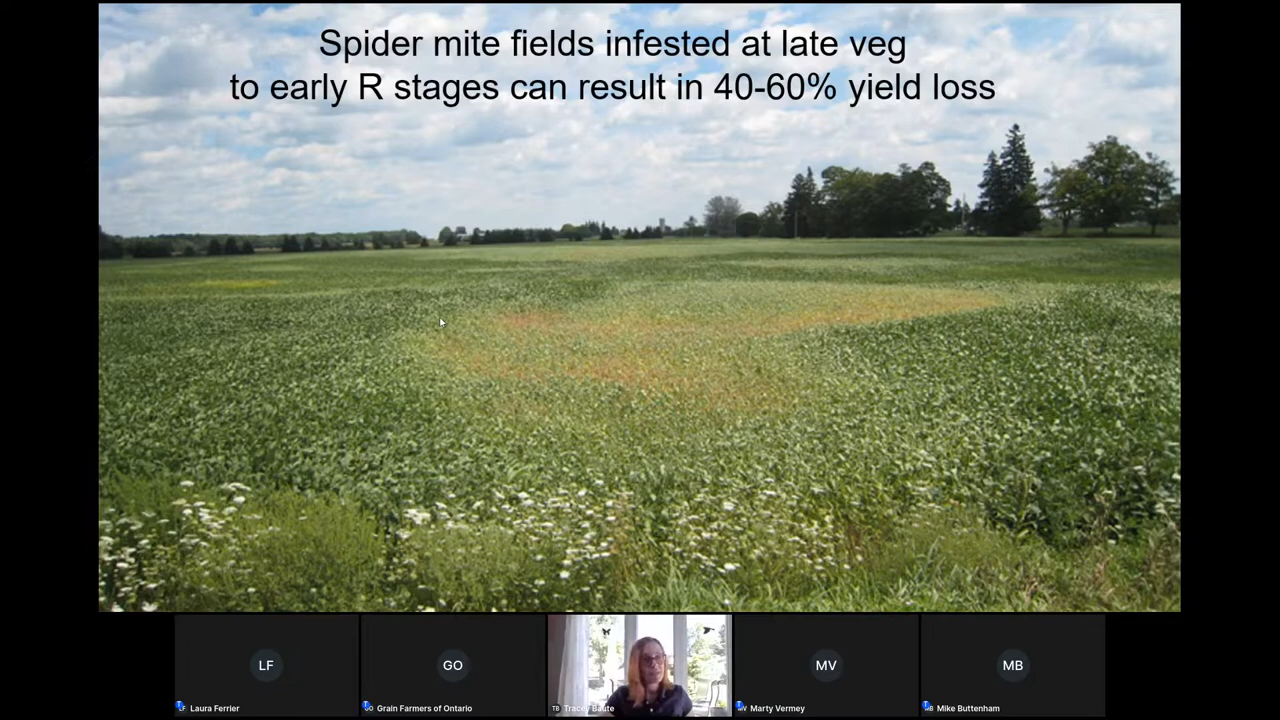 Spider mite fields infested at late veg
to early R stages can result in 40-60% yield loss
LF
GO
MV
MB
Laura Ferrier
Grain Farmers of Ontario
TB Tracey Baute
Marty Vermey
Mike Buttenham